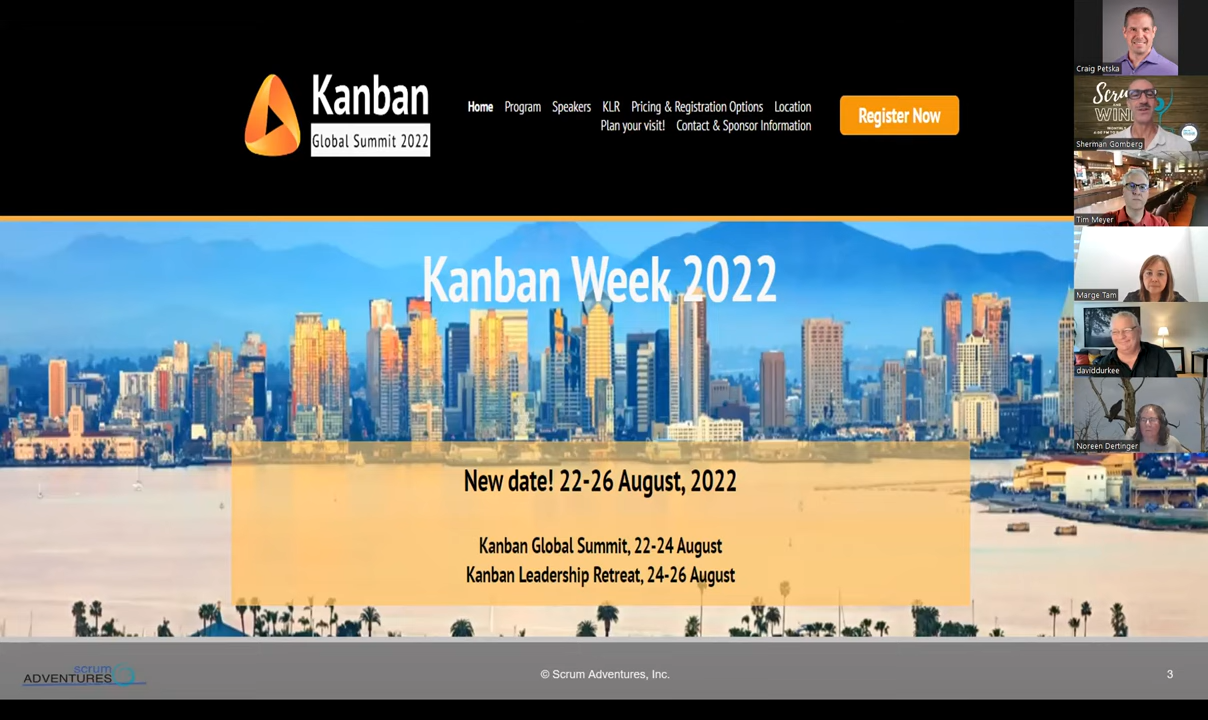 Kanban
Global Summit 2022
Home Program Speakers KLR Pricing & Registration Options Location
Plan your visit! Contact & Sponsor Information
Register Now
Kanban Week 2022
New date! 22-26 August, 2022
Kanban Global Summit, 22-24 August
Kanban Leadership Retreat, 24-26 August
scrum
ADVENTURES
© Scrum Adventures, Inc.
3
Craig Petska
Sherman Gomberg
Tim Meyer
Marge Tam
daviddurkee
Noreen Dertinger